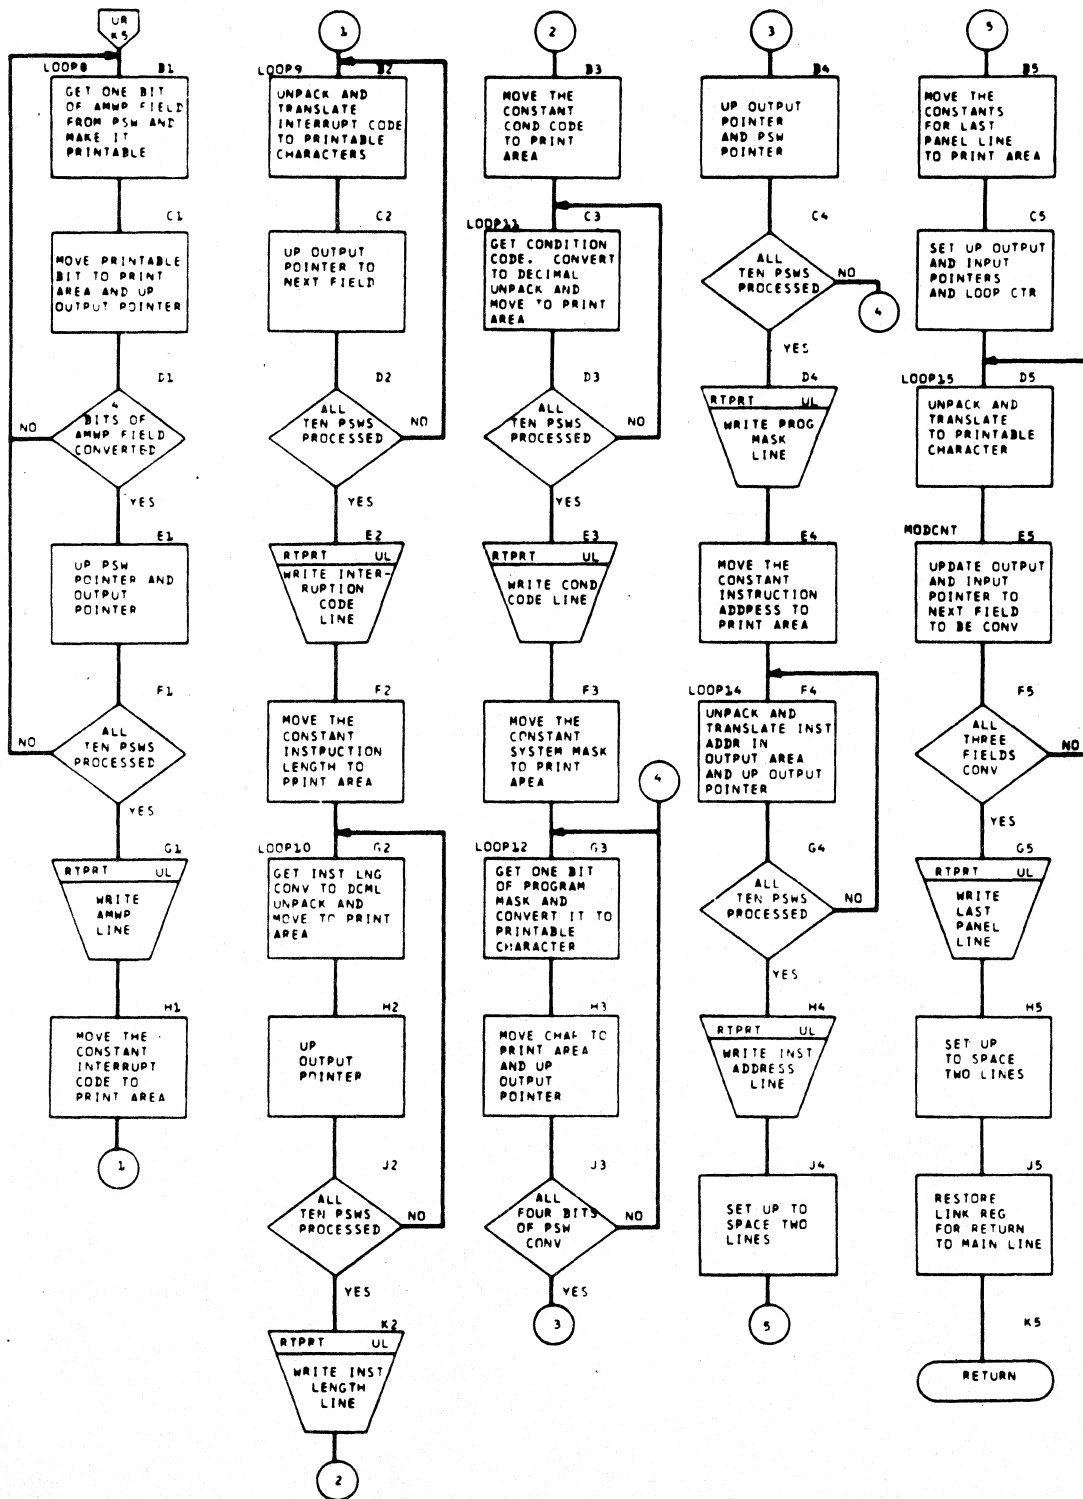 UR
K5
LOOP8 B1
GET ONE BIT
OF AMWP FIELD
FROM PSW AND
MAKE IT
PRINTABLE
C1
MOVE PRINTABLE
BIT TO PRINT
AREA AND UP
OUTPUT POINTER
D1
4
BITS OF
AMWP FIELD
CONVERTED
NO
YES
E1
UP PSW
POINTER AND
OUTPUT
POINTER
F1
ALL
TEN PSWS
PROCESSED
NO
YES
G1
RTPRT UL
WRITE
AMWP
LINE
H1
MOVE THE
CONSTANT
INTERRUPT
CODE TO
PRINT AREA
1
1
LOOP9 B2
UNPACK AND
TRANSLATE
INTERRUPT CODE
TO PRINTABLE
CHARACTERS
C2
UP OUTPUT
POINTER TO
NEXT FIELD
D2
ALL
TEN PSWS
PROCESSED
NO
YES
E2
RTPRT UL
WRITE INTER-
RUPTION
CODE
LINE
F2
MOVE THE
CONSTANT
INSTRUCTION
LENGTH TO
PRINT AREA
LOOP10 G2
GET INST LNG
CONV TO DCML
UNPACK AND
MOVE TO PRINT
AREA
H2
UP
OUTPUT
POINTER
J2
ALL
TEN PSWS
PROCESSED
NO
YES
K2
RTPRT UL
WRITE INST
LENGTH
LINE
2
2
B3
MOVE THE
CONSTANT
COND CODE
TO PRINT
AREA
LOOP11 C3
GET CONDITION
CODE. CONVERT
TO DECIMAL
UNPACK AND
MOVE TO PRINT
AREA
D3
ALL
TEN PSWS
PROCESSED
NO
YES
E3
RTPRT UL
WRITE COND
CODE LINE
F3
MOVE THE
CONSTANT
SYSTEM MASK
TO PRINT
AREA
4
LOOP12 G3
GET ONE BIT
OF PROGRAM
MASK AND
CONVERT IT TO
PRINTABLE
CHARACTER
H3
MOVE CHAR TO
PRINT AREA
AND UP
OUTPUT
POINTER
J3
ALL
FOUR BITS
OF PSW
CONV
NO
YES
3
3
B4
UP OUTPUT
POINTER
AND PSW
POINTER
C4
ALL
TEN PSWS
PROCESSED
NO
4
YES
D4
RTPRT UL
WRITE PROG
MASK
LINE
E4
MOVE THE
CONSTANT
INSTRUCTION
ADDRESS TO
PRINT AREA
LOOP14 F4
UNPACK AND
TRANSLATE INST
ADDR IN
OUTPUT AREA
AND UP OUTPUT
POINTER
G4
ALL
TEN PSWS
PROCESSED
NO
YES
H4
RTPRT UL
WRITE INST
ADDRESS
LINE
J4
SET UP TO
SPACE TWO
LINES
5
5
B5
MOVE THE
CONSTANTS
FOR LAST
PANEL LINE
TO PRINT AREA
C5
SET UP OUTPUT
AND INPUT
POINTERS
AND LOOP CTR
LOOP15 D5
UNPACK AND
TRANSLATE
TO PRINTABLE
CHARACTER
MODCNT E5
UPDATE OUTPUT
AND INPUT
POINTER TO
NEXT FIELD
TO BE CONV
F5
ALL
THREE
FIELDS
CONV
NO
YES
G5
RTPRT UL
WRITE
LAST
PANEL
LINE
H5
SET UP
TO SPACE
TWO LINES
J5
RESTORE
LINK REG
FOR RETURN
TO MAIN LINE
K5
RETURN